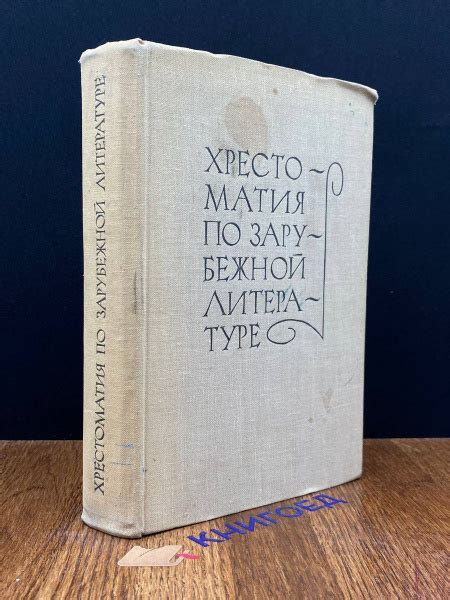 ХРЕСТОМАТИЯ ПО ЗАРУБЕЖНОЙ ЛИТЕРАТУРЕ
ХРЕСТО-
МАТИЯ
ПО ЗАРУ-
БЕЖНОЙ
ЛИТЕРА-
ТУРЕ
КНИГОЕД